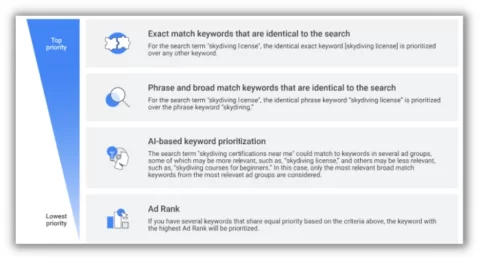 Top
priority
Exact match keywords that are identical to the search
For the search term "skydiving license", the identical exact keyword [skydiving license] is prioritized
over any other keyword.
Phrase and broad match keywords that are identical to the search
For the search term "skydiving license", the identical phrase keyword "skydiving license" is prioritized
over the phrase keyword "skydiving."
AI-based keyword prioritization
The search term "skydiving certifications near me" could match to keywords in several ad groups,
some of which may be more relevant, such as, "skydiving license," and others may be less relevant,
such as, "skydiving courses for beginners." In this case, only the most relevant broad match
keywords from the most relevant ad groups are considered.
Lowest
priority
Ad Rank
If you have several keywords that share equal priority based on the criteria above, the keyword with
the highest Ad Rank will be prioritized.